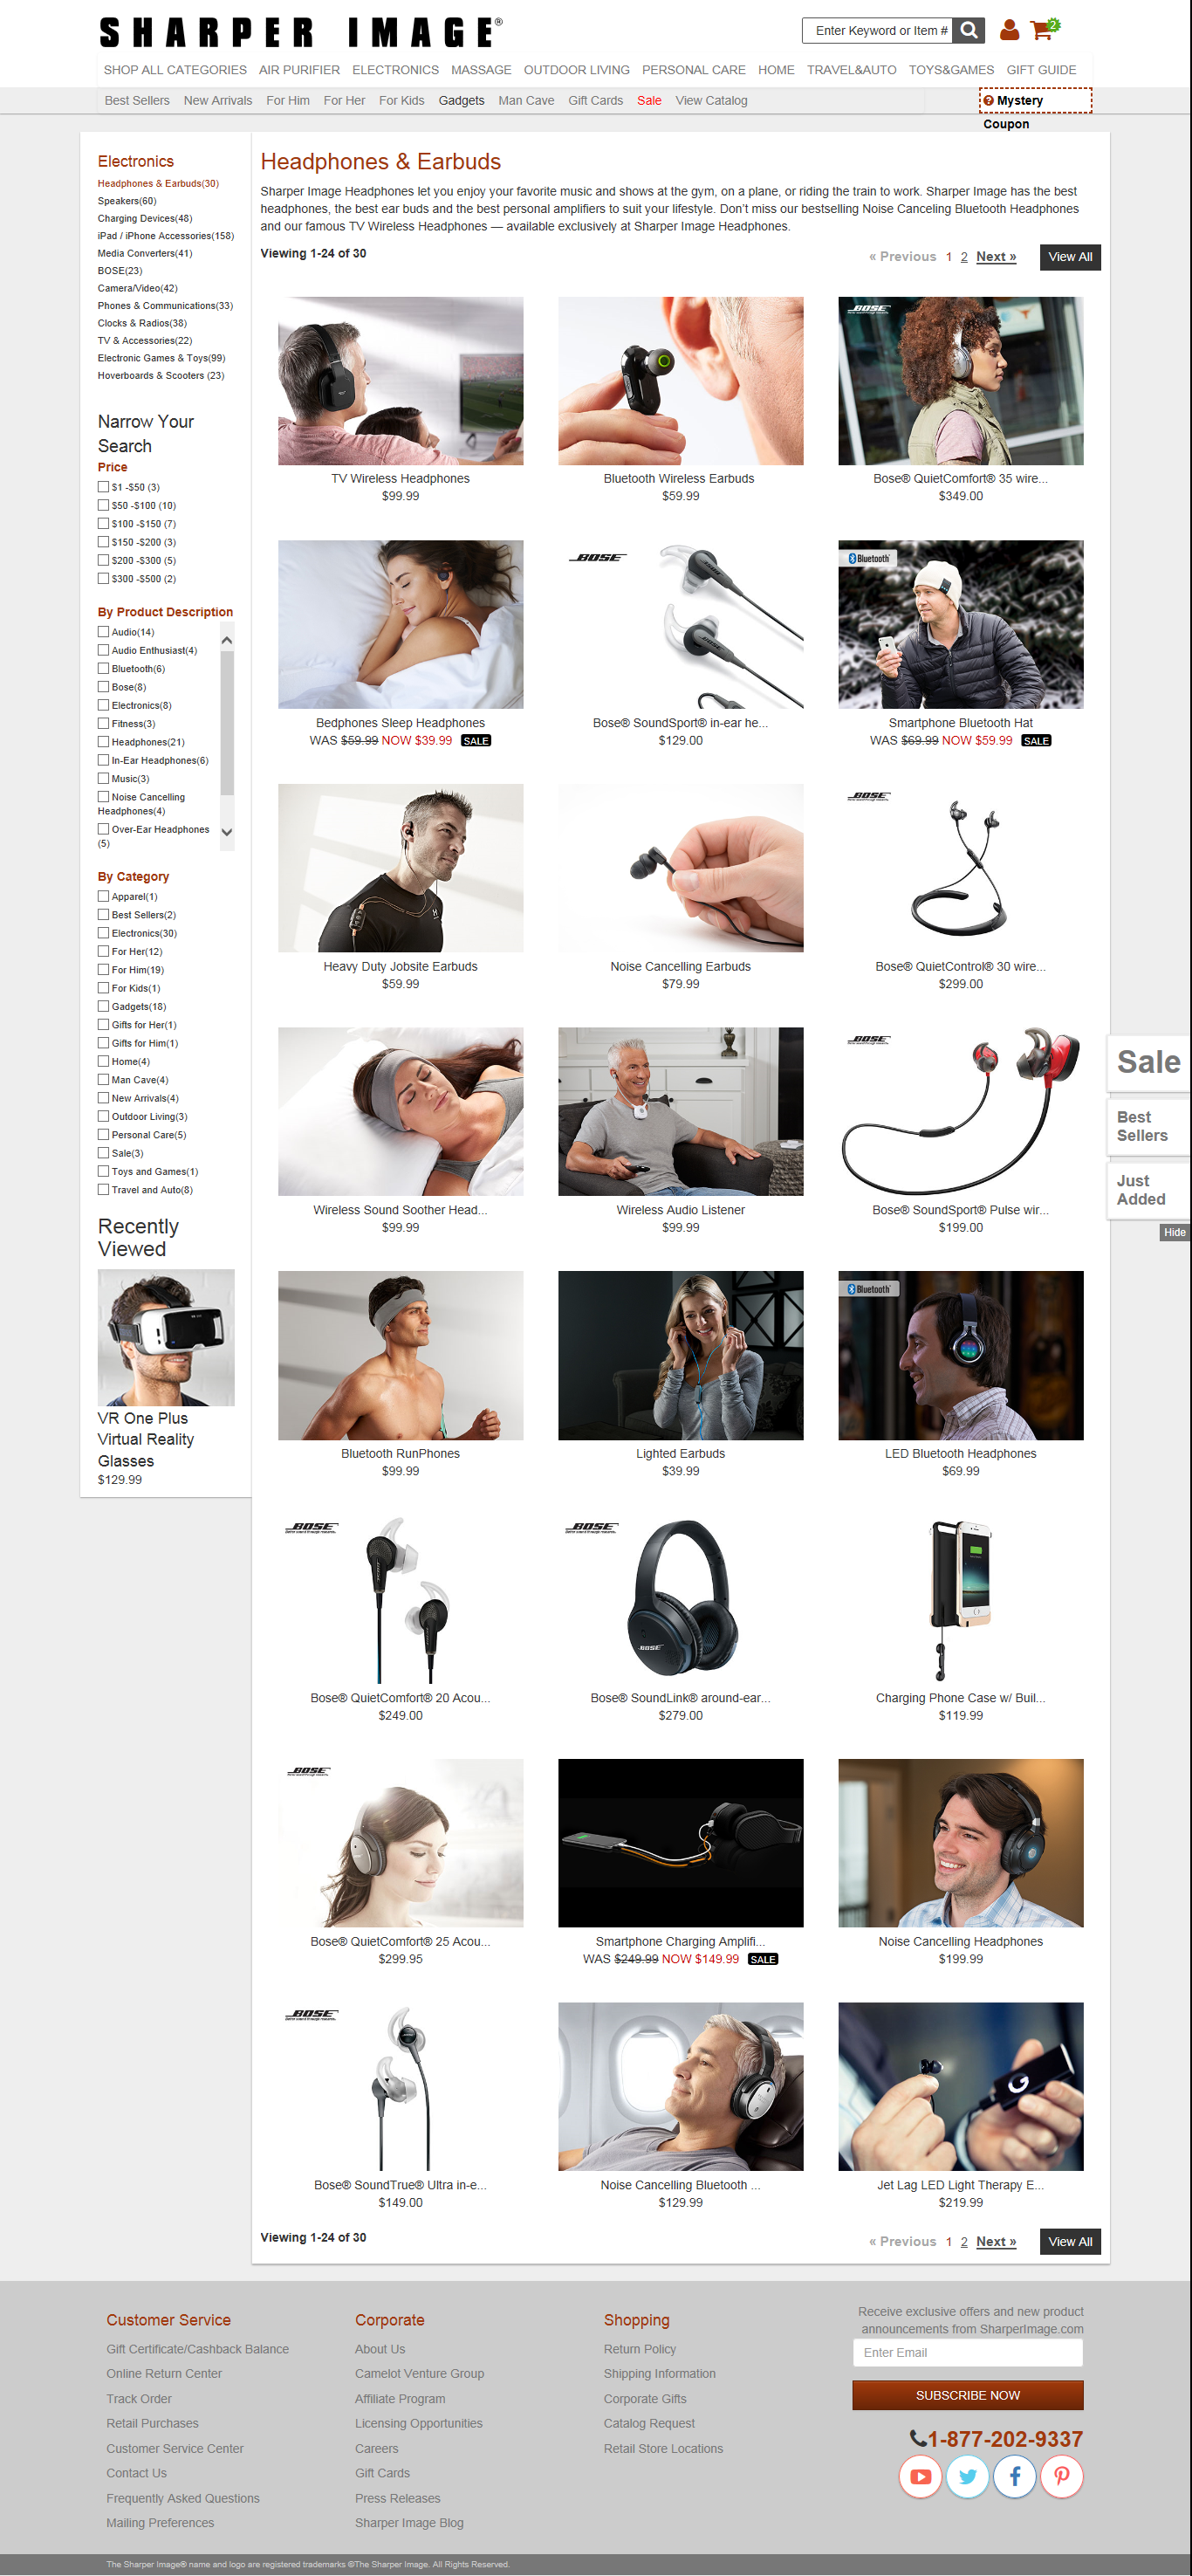 SHARPER IMAGE®
Enter Keyword or Item #
2
SHOP ALL CATEGORIES AIR PURIFIER ELECTRONICS MASSAGE OUTDOOR LIVING PERSONAL CARE HOME TRAVEL&AUTO TOYS&GAMES GIFT GUIDE
Best Sellers New Arrivals For Him For Her For Kids Gadgets Man Cave Gift Cards Sale View Catalog
Mystery
Coupon
Electronics
Headphones & Earbuds(30)
Speakers(60)
Charging Devices(48)
iPad / iPhone Accessories(158)
Media Converters(41)
BOSE(23)
Camera/Video(42)
Phones & Communications(33)
Clocks & Radios(38)
TV & Accessories(22)
Electronic Games & Toys(99)
Hoverboards & Scooters (23)
Narrow Your
Search
Price
$1 -$50 (3)
$50 -$100 (10)
$100 -$150 (7)
$150 -$200 (3)
$200 -$300 (5)
$300 -$500 (2)
By Product Description
Audio(14)
Audio Enthusiast(4)
Bluetooth(6)
Bose(8)
Electronics(8)
Fitness(3)
Headphones(21)
In-Ear Headphones(6)
Music(3)
Noise Cancelling
Headphones(4)
Over-Ear Headphones
(5)
By Category
Apparel(1)
Best Sellers(2)
Electronics(30)
For Her(12)
For Him(19)
For Kids(1)
Gadgets(18)
Gifts for Her(1)
Gifts for Him(1)
Home(4)
Man Cave(4)
New Arrivals(4)
Outdoor Living(3)
Personal Care(5)
Sale(3)
Toys and Games(1)
Travel and Auto(8)
Recently
Viewed
VR One Plus
Virtual Reality
Glasses
$129.99
Headphones & Earbuds
Sharper Image Headphones let you enjoy your favorite music and shows at the gym, on a plane, or riding the train to work. Sharper Image has the best
headphones, the best ear buds and the best personal amplifiers to suit your lifestyle. Don't miss our bestselling Noise Canceling Bluetooth Headphones
and our famous TV Wireless Headphones — available exclusively at Sharper Image Headphones.
Viewing 1-24 of 30
« Previous 1 2 Next » View All
BOSE
TV Wireless Headphones
$99.99
Bluetooth Wireless Earbuds
$59.99
Bose® QuietComfort® 35 wire...
$349.00
BOSE
Bluetooth
Bedphones Sleep Headphones
WAS $59.99 NOW $39.99 SALE
Bose® SoundSport® in-ear he...
$129.00
Smartphone Bluetooth Hat
WAS $69.99 NOW $59.99 SALE
BOSE
Heavy Duty Jobsite Earbuds
$59.99
Noise Cancelling Earbuds
$79.99
Bose® QuietControl® 30 wire...
$299.00
BOSE
Wireless Sound Soother Head...
$99.99
Wireless Audio Listener
$99.99
Bose® SoundSport® Pulse wir...
$199.00
Bluetooth
Bluetooth RunPhones
$99.99
Lighted Earbuds
$39.99
LED Bluetooth Headphones
$69.99
BOSE
BOSE
BOSE
Bose® QuietComfort® 20 Acou...
$249.00
Bose® SoundLink® around-ear...
$279.00
Charging Phone Case w/ Buil...
$119.99
BOSE
Bose® QuietComfort® 25 Acou...
$299.95
Smartphone Charging Amplifi...
WAS $249.99 NOW $149.99 SALE
Noise Cancelling Headphones
$199.99
BOSE
G
Bose® SoundTrue® Ultra in-e...
$149.00
Noise Cancelling Bluetooth ...
$129.99
Jet Lag LED Light Therapy E...
$219.99
Viewing 1-24 of 30
« Previous 1 2 Next » View All
Sale
Best
Sellers
Just
Added
Hide
Customer Service
Gift Certificate/Cashback Balance
Online Return Center
Track Order
Retail Purchases
Customer Service Center
Contact Us
Frequently Asked Questions
Mailing Preferences
Corporate
About Us
Camelot Venture Group
Affiliate Program
Licensing Opportunities
Careers
Gift Cards
Press Releases
Sharper Image Blog
Shopping
Return Policy
Shipping Information
Corporate Gifts
Catalog Request
Retail Store Locations
Receive exclusive offers and new product
announcements from SharperImage.com
Enter Email
SUBSCRIBE NOW
1-877-202-9337
The Sharper Image® name and logo are registered trademarks ©The Sharper Image. All Rights Reserved.